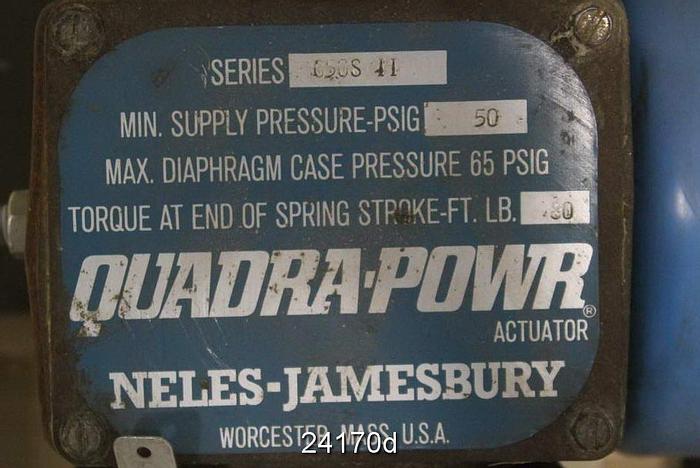 SERIES
MIN. SUPPLY PRESSURE-PSIG 50
MAX. DIAPHRAGM CASE PRESSURE 65 PSIG
TORQUE AT END OF SPRING STROKE-FT. LB.
QUADRA-POWR®
ACTUATOR
NELES-JAMESBURY
WORCESTER, MASS. U.S.A.
24170d